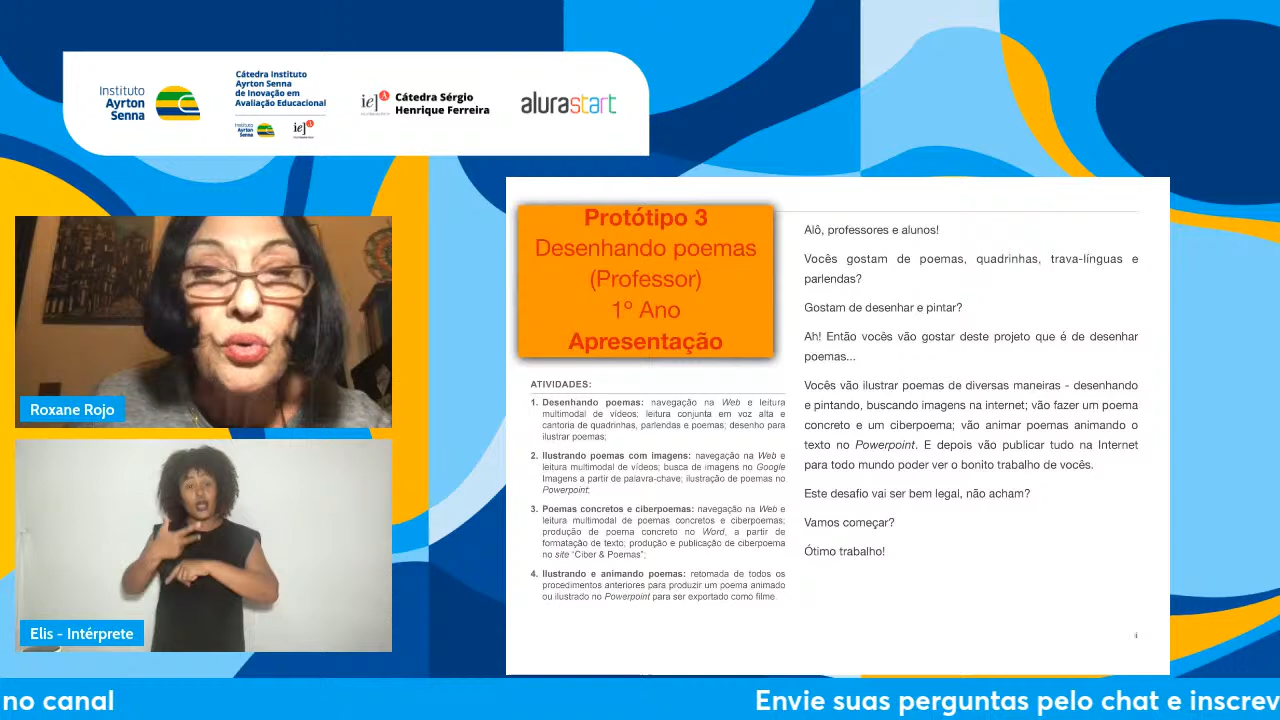 Instituto
Ayrton
Senna
Cátedra Instituto
Ayrton Senna
de Inovação em
Avaliação Educacional
Instituto
Ayrton
Senna
ie]A
ie]A
Cátedra Sérgio
Henrique Ferreira
alurastart
Roxane Rojo
Elis - Intérprete
Protótipo 3
Desenhando poemas
(Professor)
1º Ano
Apresentação
ATIVIDADES:
1. Desenhando poemas: navegação na Web e leitura
multimodal de vídeos; leitura conjunta em voz alta e
cantoria de quadrinhas, parlendas e poemas; desenho para
ilustrar poemas;
2. Ilustrando poemas com imagens: navegação na Web e
leitura multimodal de vídeos; busca de imagens no Google
Imagens a partir de palavra-chave; ilustração de poemas no
Powerpoint;
3. Poemas concretos e ciberpoemas: navegação na Web e
leitura multimodal de poemas concretos e ciberpoemas;
produção de poema concreto no Word, a partir de
formatação de texto; produção e publicação de ciberpoema
no site "Ciber & Poemas";
4. Ilustrando e animando poemas: retomada de todos os
procedimentos anteriores para produzir um poema animado
ou ilustrado no Powerpoint para ser exportado como filme.
Alô, professores e alunos!
Vocês gostam de poemas, quadrinhas, trava-línguas e
parlendas?
Gostam de desenhar e pintar?
Ah! Então vocês vão gostar deste projeto que é de desenhar
poemas...
Vocês vão ilustrar poemas de diversas maneiras - desenhando
e pintando, buscando imagens na internet; vão fazer um poema
concreto e um ciberpoema; vão animar poemas animando o
texto no Powerpoint. E depois vão publicar tudo na Internet
para todo mundo poder ver o bonito trabalho de vocês.
Este desafio vai ser bem legal, não acham?
Vamos começar?
Ótimo trabalho!
ii
no canal
Envie suas perguntas pelo chat e inscrev